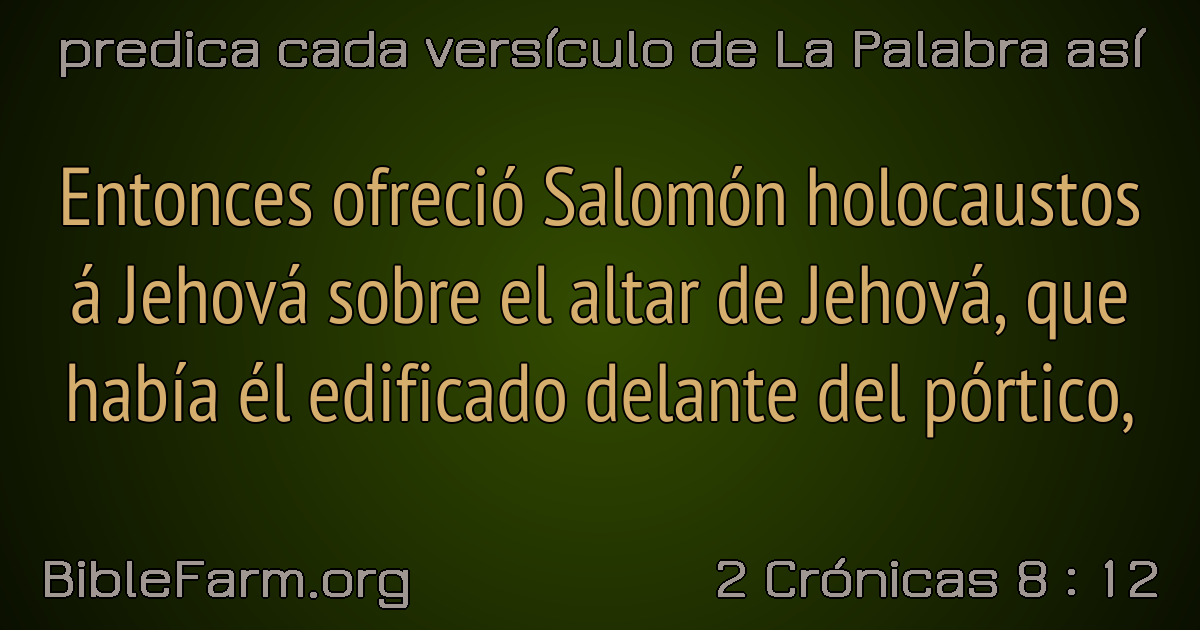 predica cada versículo de La Palabra así
Entonces ofreció Salomón holocaustos
á Jehová sobre el altar de Jehová, que
había él edificado delante del pórtico,
BibleFarm.org
2 Crónicas 8 : 12